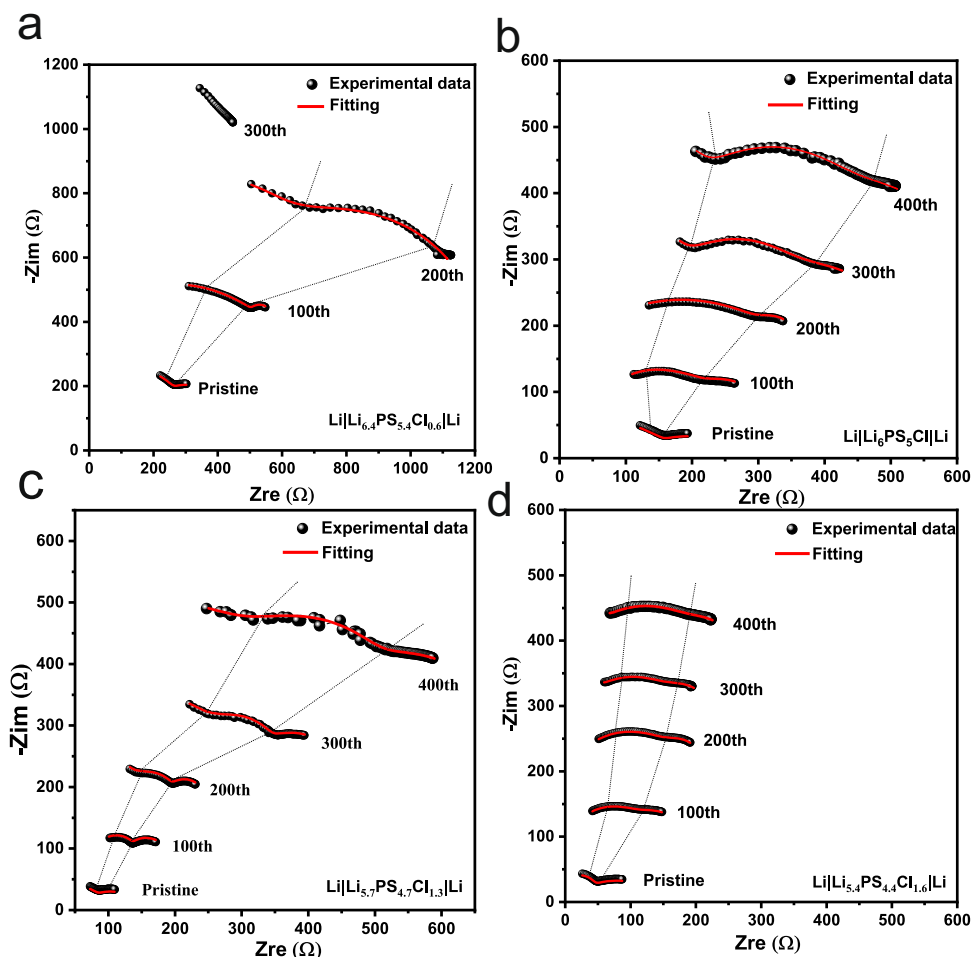 a
1200
1000
800
600
400
200
0
-Zim (Ω)
Experimental data
Fitting
300th
200th
100th
Pristine
Li|Li6.4PS5.4Cl0.6|Li
0 200 400 600 800 1000 1200
Zre (Ω)
b
600
500
400
300
200
100
0
-Zim (Ω)
Experimental data
Fitting
400th
300th
200th
100th
Pristine
Li|Li6PS5Cl|Li
0 100 200 300 400 500 600
Zre (Ω)
c
600
500
400
300
200
100
0
-Zim (Ω)
Experimental data
Fitting
400th
300th
200th
100th
Pristine
Li|Li5.7PS4.7Cl1.3|Li
0 100 200 300 400 500 600
Zre (Ω)
d
600
500
400
300
200
100
0
-Zim (Ω)
Experimental data
Fitting
400th
300th
200th
100th
Pristine
Li|Li5.4PS4.4Cl1.6|Li
0 100 200 300 400 500 600
Zre (Ω)